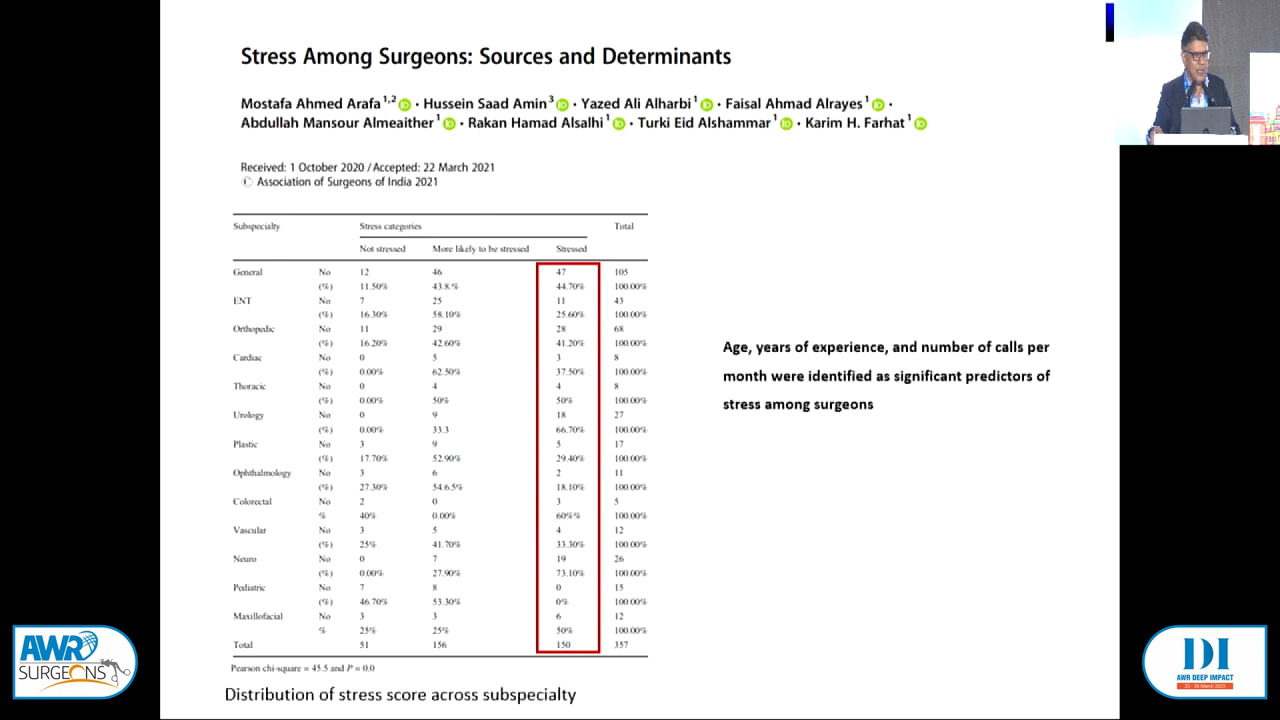 Stress Among Surgeons: Sources and Determinants
Mostafa Ahmed Arafa 1,2 · Hussein Saad Amin 3 · Yazed Ali Alharbi 1 · Faisal Ahmad Alrayes 1 ·
Abdullah Mansour Almeaither 1 · Rakan Hamad Alsalhi 1 · Turki Eid Alshammar 1 · Karim H. Farhat 1
Received: 1 October 2020 / Accepted: 22 March 2021
© Association of Surgeons of India 2021
Subspecialty Stress categories Total
Not stressed More likely to be stressed Stressed
General No 12 46 47 105
(%) 11.50% 43.8.% 44.70% 100.00%
ENT No 7 25 11 43
(%) 16.30% 58.10% 25.60% 100.00%
Orthopedic No 11 29 28 68
(%) 16.20% 42.60% 41.20% 100.00%
Cardiac No 0 5 3 8
(%) 0.00% 62.50% 37.50% 100.00%
Thoracic No 0 4 4 8
(%) 0.00% 50% 50% 100.00%
Urology No 0 9 18 27
(%) 0.00% 33.3 66.70% 100.00%
Plastic No 3 9 5 17
(%) 17.70% 52.90% 29.40% 100.00%
Ophthalmology No 3 6 2 11
(%) 27.30% 54.6.5% 18.10% 100.00%
Colorectal No 2 0 3 5
% 40% 0.00% 60%% 100.00%
Vascular No 3 5 4 12
(%) 25% 41.70% 33.30% 100.00%
Neuro No 0 7 19 26
(%) 0.00% 27.90% 73.10% 100.00%
Pediatric No 7 8 0 15
(%) 46.70% 53.30% 0% 100.00%
Maxillofacial No 3 3 6 12
% 25% 25% 50% 100.00%
Total 51 156 150 357
Pearson chi-square = 45.5 and P = 0.0
Distribution of stress score across subspecialty
Age, years of experience, and number of calls per
month were identified as significant predictors of
stress among surgeons
AWR
SURGEONS
DI
AWR DEEP IMPACT